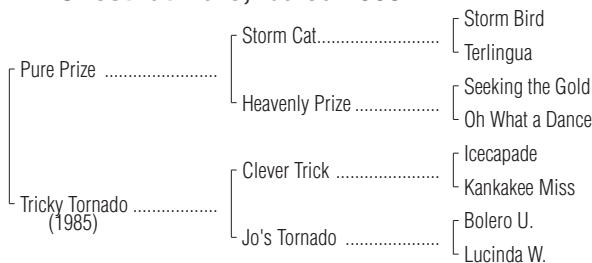 Storm Bird
Storm Cat
Terlingua
Pure Prize
Seeking the Gold
Heavenly Prize
Oh What a Dance
Icecapade
Clever Trick
Kankakee Miss
Tricky Tornado
(1985)
Bolero U.
Jo's Tornado
Lucinda W.